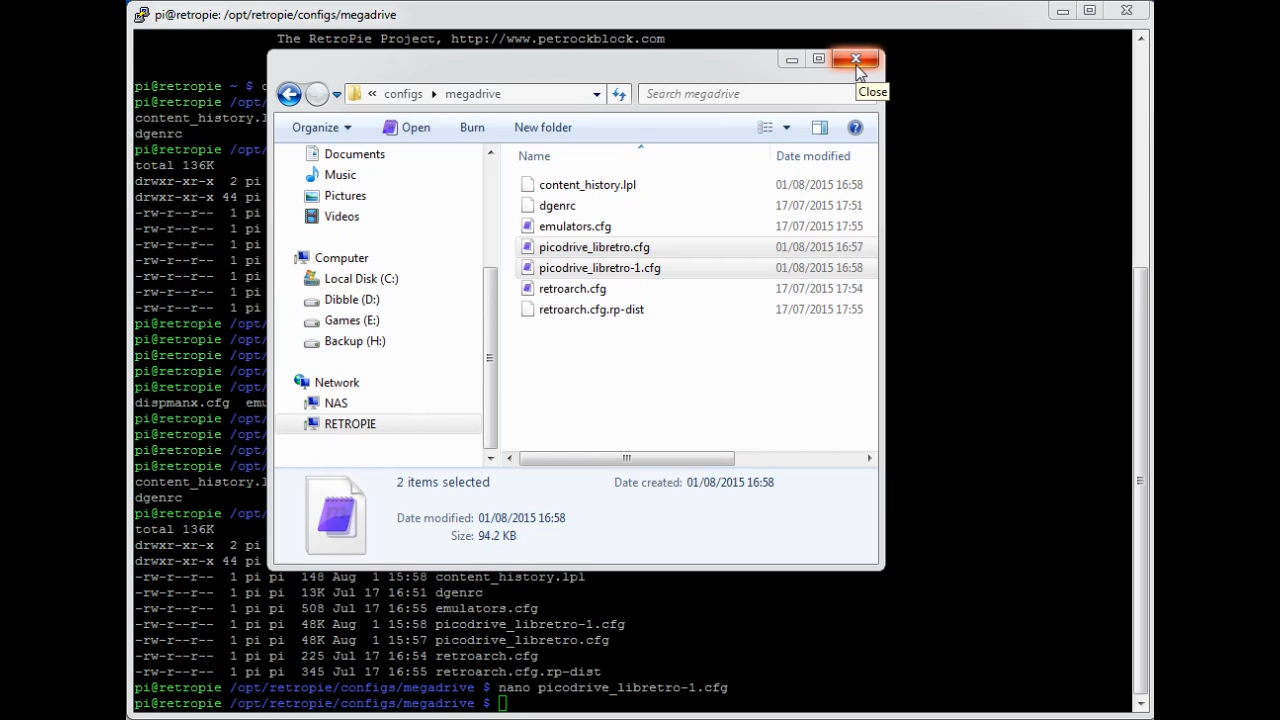 pi@retropie: /opt/retropie/configs/megadrive
The RetroPie Project, http://www.petrockblock.com
configs megadrive Search megadrive
Close
Organize Open Burn New folder
Documents
Music
Pictures
Videos
Computer
Local Disk (C:)
Dibble (D:)
Games (E:)
Backup (H:)
Network
NAS
RETROPIE
Name Date modified
content_history.lpl 01/08/2015 16:58
dgenrc 17/07/2015 17:51
emulators.cfg 17/07/2015 17:55
picodrive_libretro.cfg 01/08/2015 16:57
picodrive_libretro-1.cfg 01/08/2015 16:58
retroarch.cfg 17/07/2015 17:54
retroarch.cfg.rp-dist 17/07/2015 17:55
2 items selected Date created: 01/08/2015 16:58
Date modified: 01/08/2015 16:58
Size: 94.2 KB
pi@retropie ~ $ c
pi@retropie /opt/
content_history.l
dgenrc
pi@retropie /opt/
total 136K
drwxr-xr-x 2 pi
drwxr-xr-x 44 pi
-rw-r--r-- 1 pi
-rw-r--r-- 1 pi
-rw-r--r-- 1 pi
-rw-r--r-- 1 pi
-rw-r--r-- 1 pi
-rw-r--r-- 1 pi
-rw-r--r-- 1 pi
pi@retropie /opt/
pi@retropie /opt/
pi@retropie /opt/
pi@retropie /opt/
pi@retropie /opt/
dispmanx.cfg emu
pi@retropie /opt/
pi@retropie /opt/
pi@retropie /opt/
pi@retropie /opt/
content_history.l
dgenrc
pi@retropie /opt/
total 136K
drwxr-xr-x 2 pi
drwxr-xr-x 44 pi
-rw-r--r-- 1 pi pi 148 Aug 1 15:58 content_history.lpl
-rw-r--r-- 1 pi pi 13K Jul 17 16:51 dgenrc
-rw-r--r-- 1 pi pi 508 Jul 17 16:55 emulators.cfg
-rw-r--r-- 1 pi pi 48K Aug 1 15:58 picodrive_libretro-1.cfg
-rw-r--r-- 1 pi pi 48K Aug 1 15:57 picodrive_libretro.cfg
-rw-r--r-- 1 pi pi 225 Jul 17 16:54 retroarch.cfg
-rw-r--r-- 1 pi pi 345 Jul 17 16:55 retroarch.cfg.rp-dist
pi@retropie /opt/retropie/configs/megadrive $ nano picodrive_libretro-1.cfg
pi@retropie /opt/retropie/configs/megadrive $